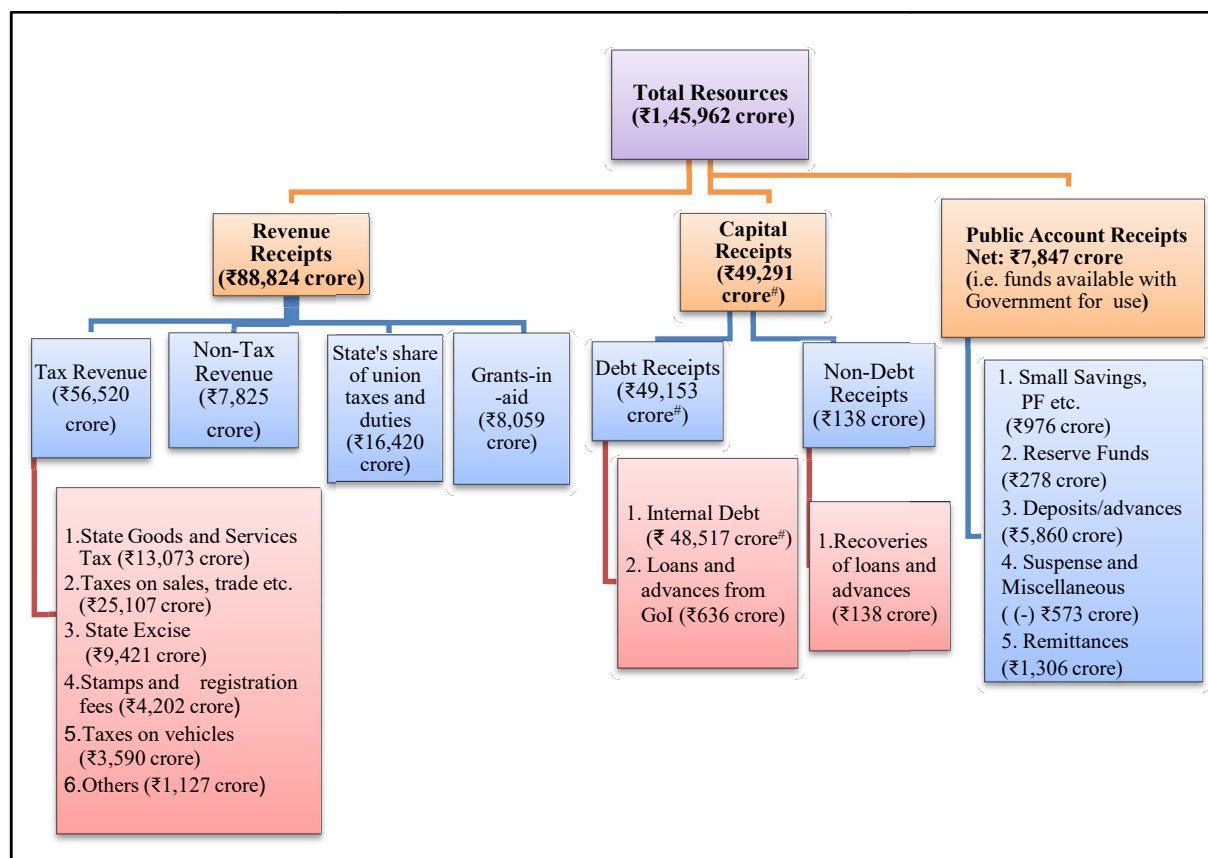 Total Resources
(₹1,45,962 crore)
Revenue
Receipts
(₹88,824 crore)
Capital
Receipts
(₹49,291
crore#)
Public Account Receipts
Net: ₹7,847 crore
(i.e. funds available with
Government for use)
Tax Revenue
(₹56,520
crore)
Non-Tax
Revenue
(₹7,825
crore)
State's share
of union
taxes and
duties
(₹16,420
crore)
Grants-in
-aid
(₹8,059
crore)
Debt Receipts
(₹49,153
crore#)
Non-Debt
Receipts
(₹138 crore)
1. Small Savings,
PF etc.
(₹976 crore)
2. Reserve Funds
(₹278 crore)
3. Deposits/advances
(₹5,860 crore)
4. Suspense and
Miscellaneous
( (-) ₹573 crore)
5. Remittances
(₹1,306 crore)
1.State Goods and Services
Tax (₹13,073 crore)
2.Taxes on sales, trade etc.
(₹25,107 crore)
3. State Excise
(₹9,421 crore)
4.Stamps and registration
fees (₹4,202 crore)
5.Taxes on vehicles
(₹3,590 crore)
6.Others (₹1,127 crore)
1. Internal Debt
(₹ 48,517 crore#)
2. Loans and
advances from
GoI (₹636 crore)
1.Recoveries
of loans and
advances
(₹138 crore)